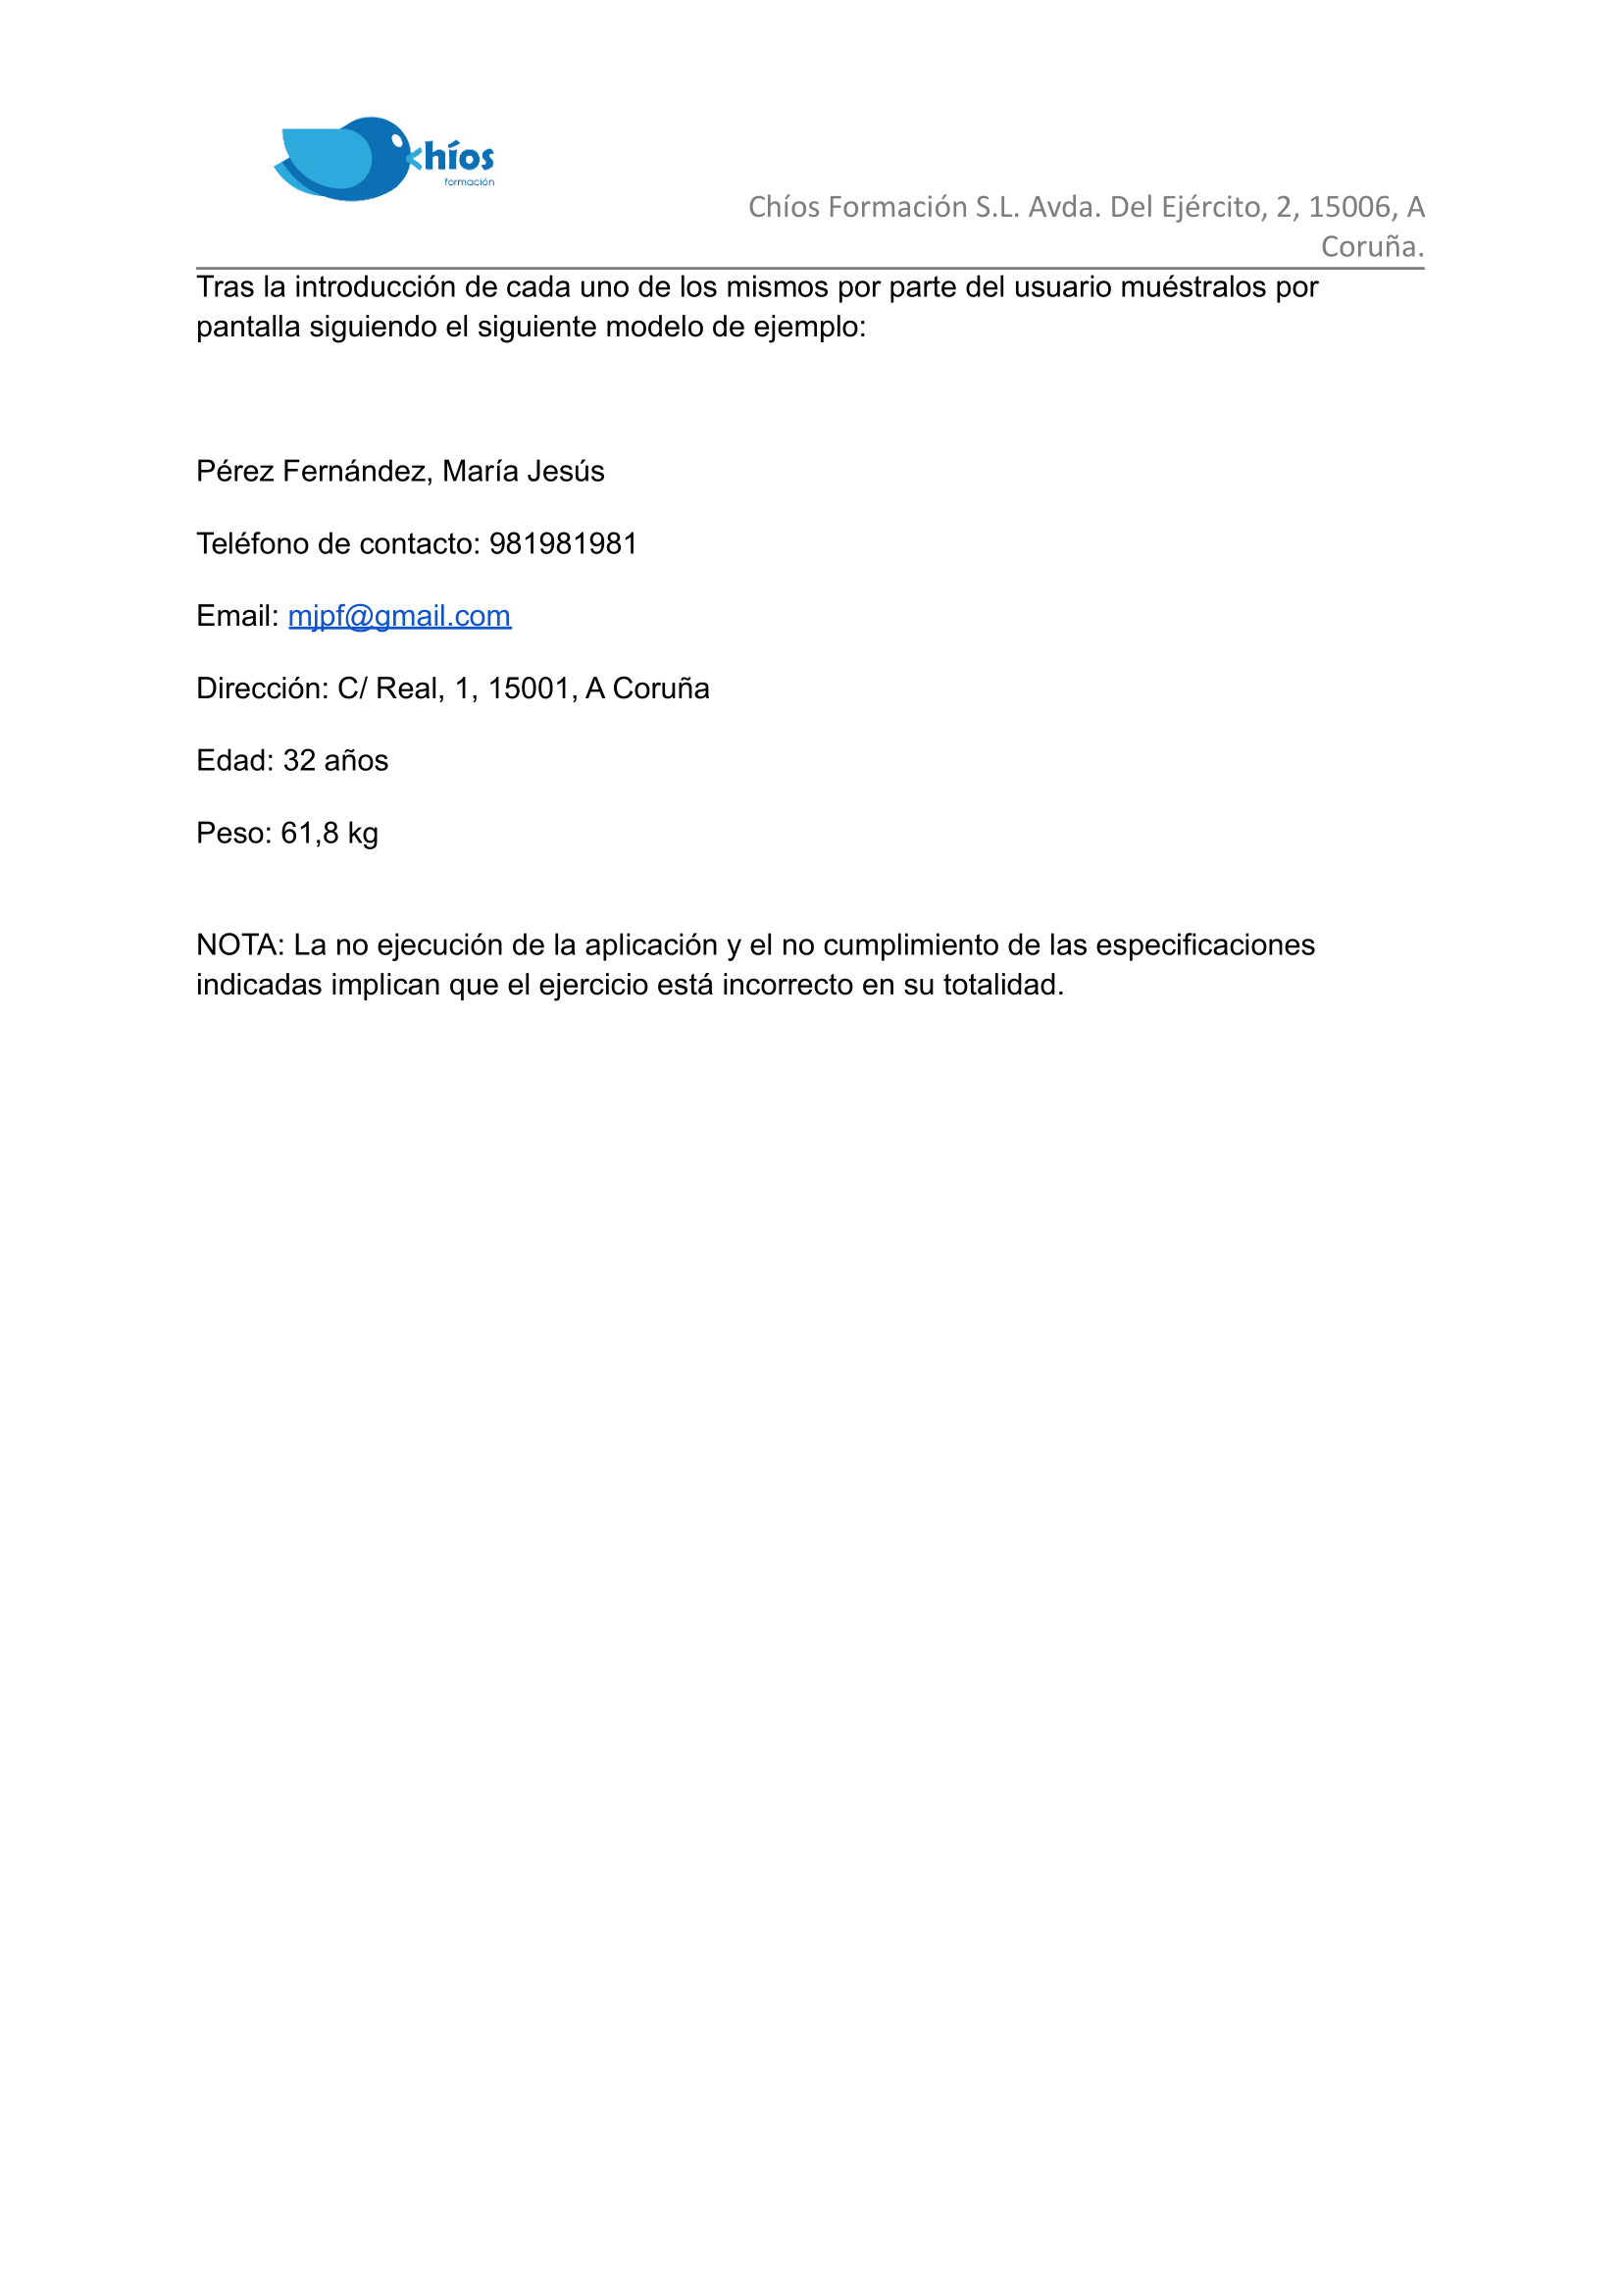 Chíos
formación
Chíos Formación S.L. Avda. Del Ejército, 2, 15006, A
Coruña.
Tras la introducción de cada uno de los mismos por parte del usuario muéstralos por
pantalla siguiendo el siguiente modelo de ejemplo:
Pérez Fernández, María Jesús
Teléfono de contacto: 981981981
Email: mjpf@gmail.com
Dirección: C/ Real, 1, 15001, A Coruña
Edad: 32 años
Peso: 61,8 kg
NOTA: La no ejecución de la aplicación y el no cumplimiento de las especificaciones
indicadas implican que el ejercicio está incorrecto en su totalidad.